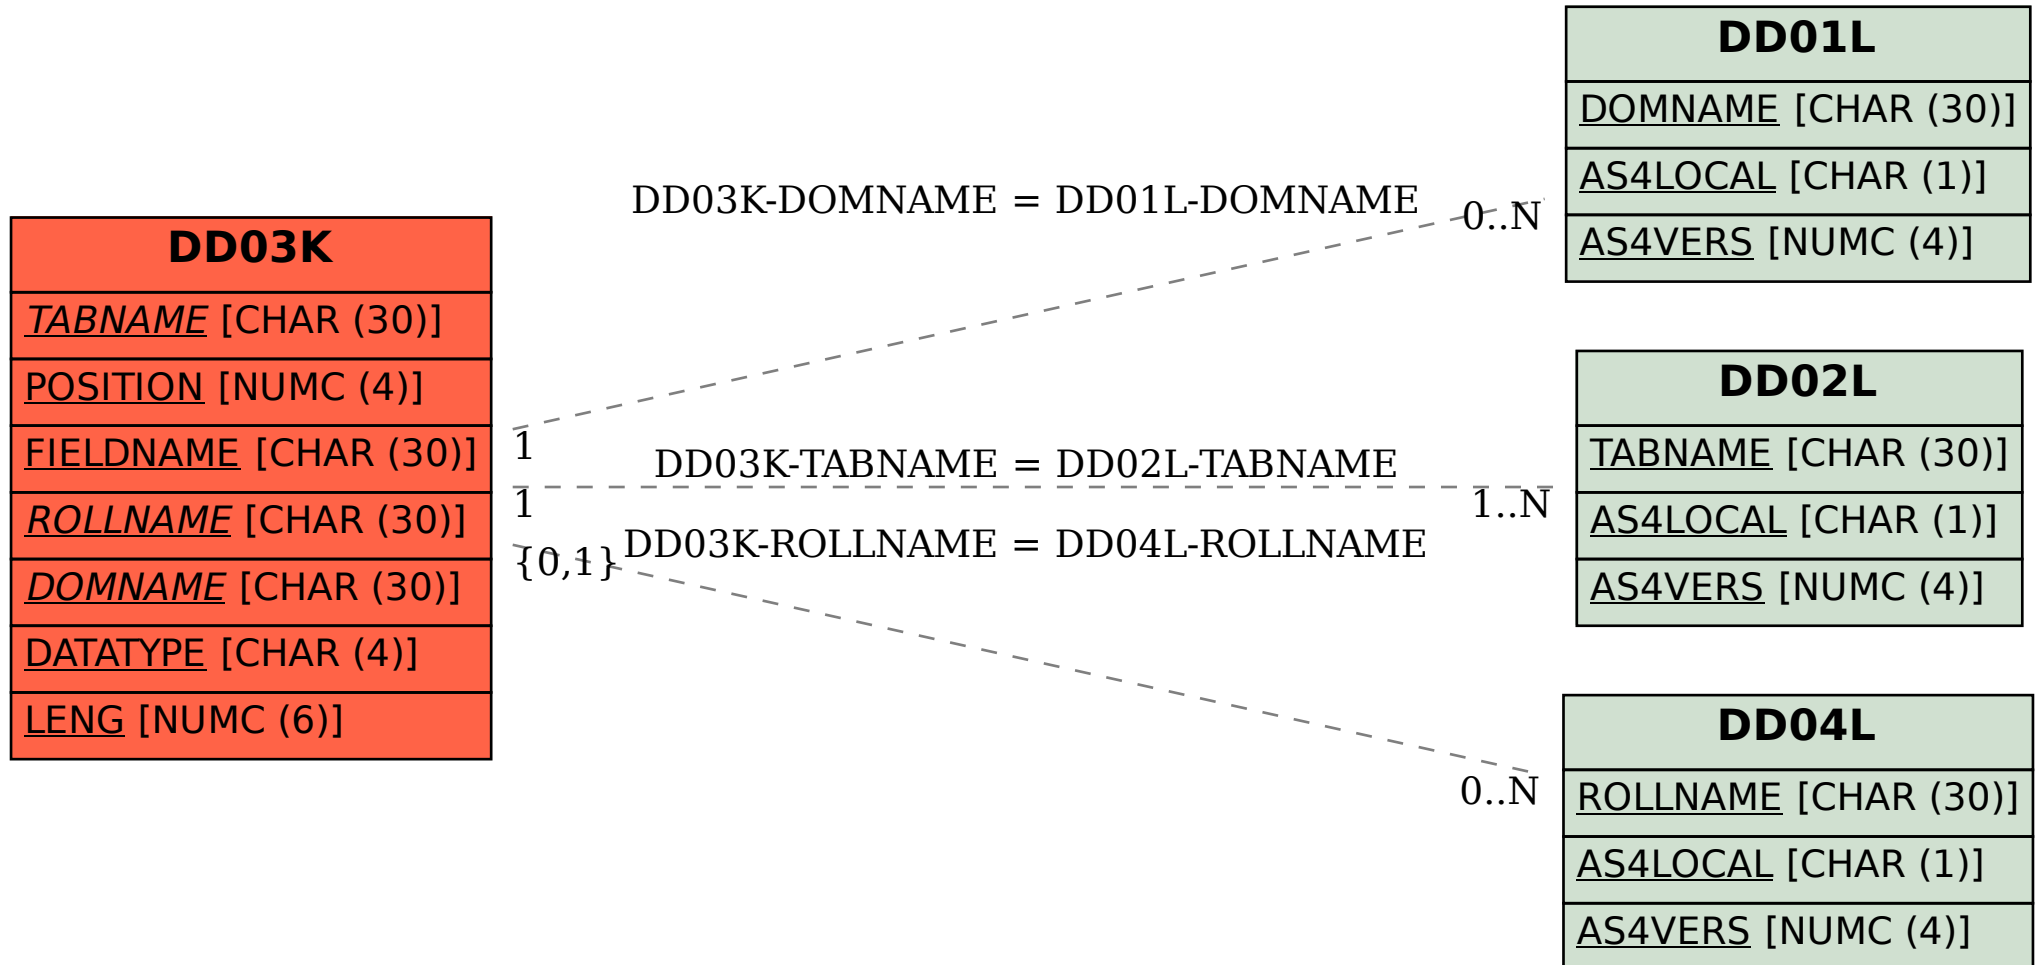 DD03K
TABNAME [CHAR (30)]
POSITION [NUMC (4)]
FIELDNAME [CHAR (30)]
ROLLNAME [CHAR (30)]
DOMNAME [CHAR (30)]
DATATYPE [CHAR (4)]
LENG [NUMC (6)]
DD03K-DOMNAME = DD01L-DOMNAME
0..N
1
DD03K-TABNAME = DD02L-TABNAME
1
1..N
DD03K-ROLLNAME = DD04L-ROLLNAME
{0,1}
0..N
DD01L
DOMNAME [CHAR (30)]
AS4LOCAL [CHAR (1)]
AS4VERS [NUMC (4)]
DD02L
TABNAME [CHAR (30)]
AS4LOCAL [CHAR (1)]
AS4VERS [NUMC (4)]
DD04L
ROLLNAME [CHAR (30)]
AS4LOCAL [CHAR (1)]
AS4VERS [NUMC (4)]